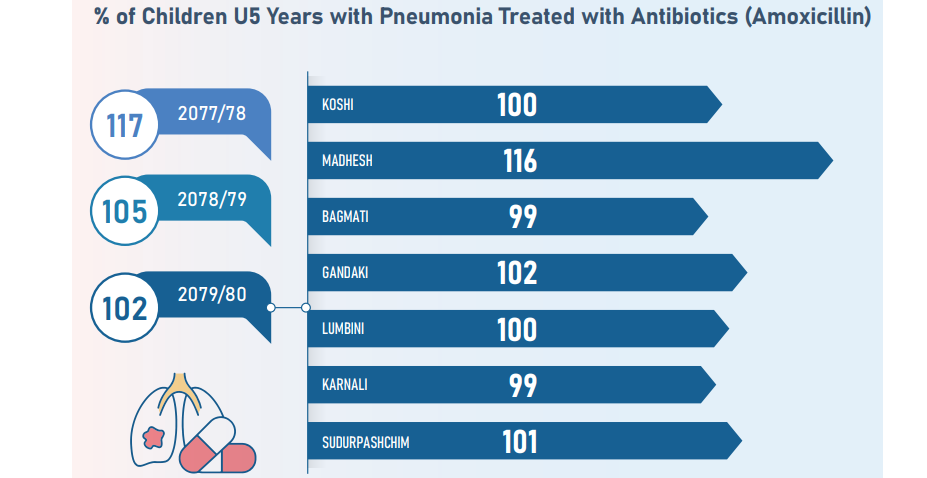 % of Children U5 Years with Pneumonia Treated with Antibiotics (Amoxicillin)
117 2077/78
105 2078/79
102 2079/80
KOSHI 100
MADHESH 116
BAGMATI 99
GANDAKI 102
LUMBINI 100
KARNALI 99
SUDURPASHCHIM 101